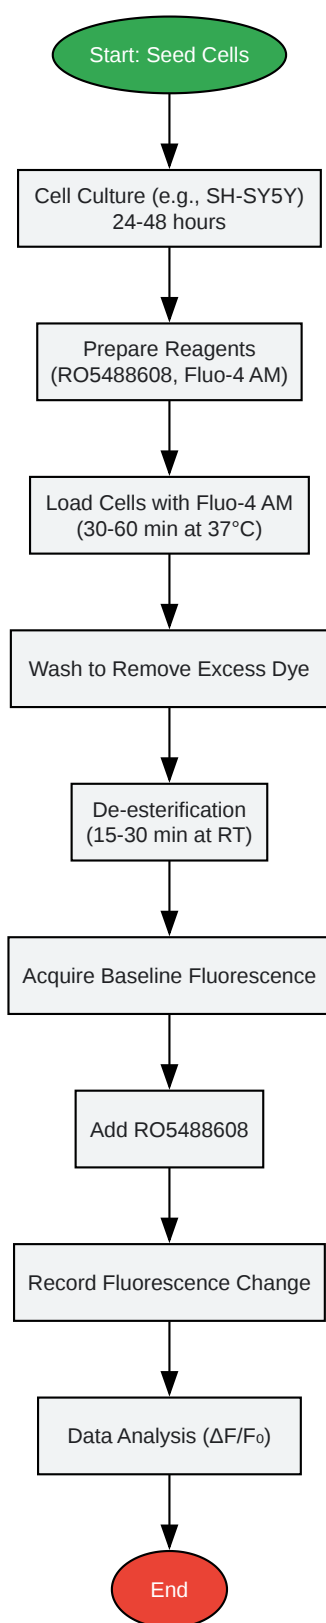 Start: Seed Cells
Cell Culture (e.g., SH-SY5Y)
24-48 hours
Prepare Reagents
(RO5488608, Fluo-4 AM)
Load Cells with Fluo-4 AM
(30-60 min at 37°C)
Wash to Remove Excess Dye
De-esterification
(15-30 min at RT)
Acquire Baseline Fluorescence
Add RO5488608
Record Fluorescence Change
Data Analysis (ΔF/F₀)
End